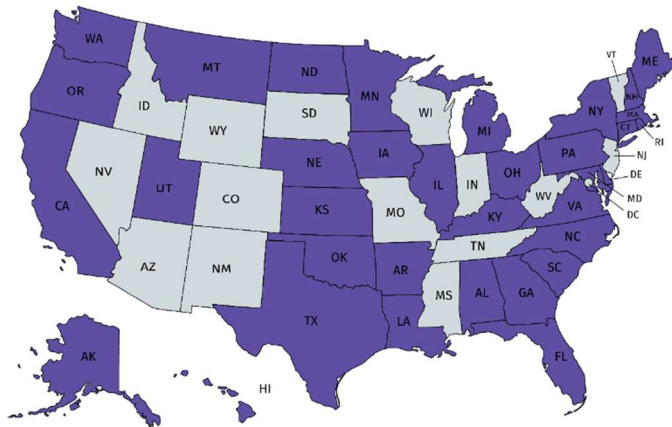 WA
MT
ND
MN
VT
ME
OR
ID
SD
WI
NH
NY
MA
WY
MI
CT
RI
IA
NE
PA
NJ
NV
IL
IN
OH
DE
UT
CO
WV
MD
CA
KS
MO
VA
DC
KY
NC
TN
OK
AZ
NM
AR
SC
MS
AL
GA
TX
LA
AK
FL
HI